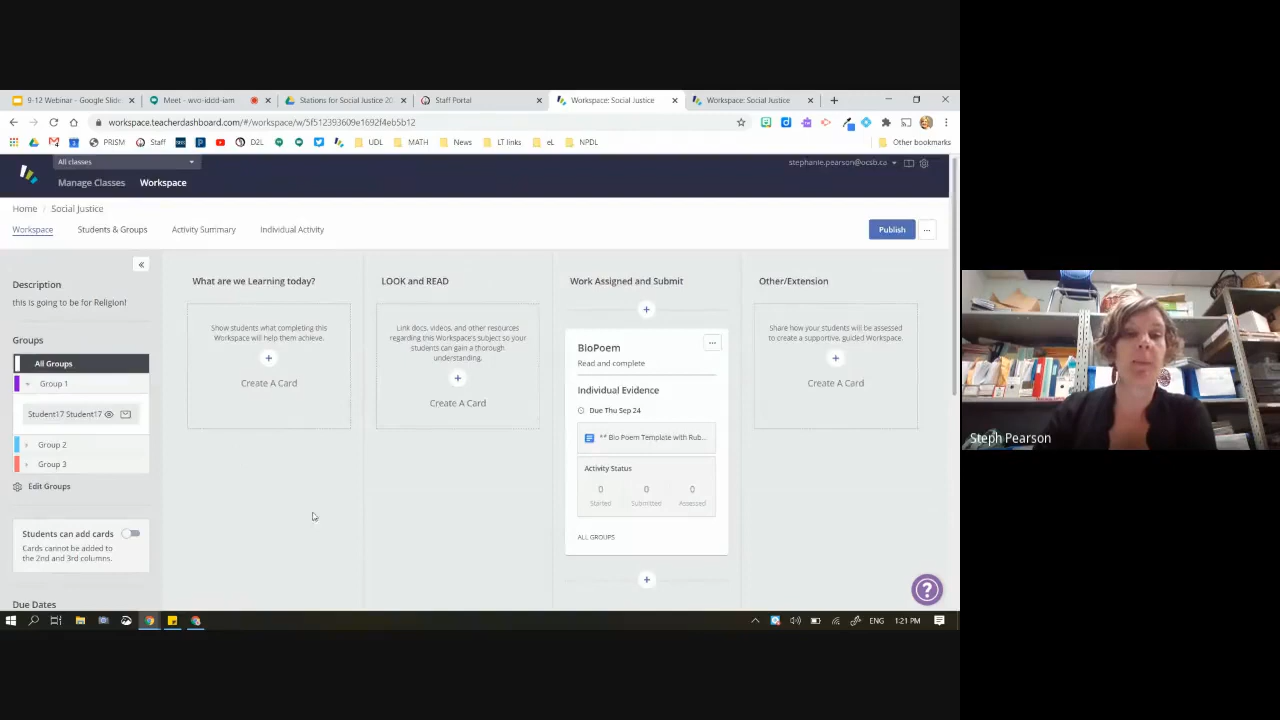 9-12 Webinar - Google Slide
Meet - wvo-iddd-iam
Stations for Social Justice 20
Staff Portal
Workspace: Social Justice
Workspace: Social Justice
workspace.teacherdashboard.com/#/workspace/w/5f512393609e1692f4eb5b12
PRISM
Staff
D2L
UDL
MATH
News
LT links
eL
NPDL
Other bookmarks
All classes
stephanie.pearson@ocsb.ca
Manage Classes
Workspace
Home / Social Justice
Workspace
Students & Groups
Activity Summary
Individual Activity
Publish
Description
this is going to be for Religion!
Groups
All Groups
Group 1
Student17 Student17
Group 2
Group 3
Edit Groups
Students can add cards
Cards cannot be added to
the 2nd and 3rd columns.
Due Dates
What are we Learning today?
Show students what completing this
Workspace will help them achieve.
Create A Card
LOOK and READ
Link docs, videos, and other resources
regarding this Workspace's subject so your
students can gain a thorough
understanding.
Create A Card
Work Assigned and Submit
BioPoem
Read and complete
Individual Evidence
Due Thu Sep 24
** Bio Poem Template with Rub...
Activity Status
0 0 0
Started Submitted Assessed
ALL GROUPS
Other/Extension
Share how your students will be assessed
to create a supportive, guided Workspace.
Create A Card
ENG
1:21 PM
Steph Pearson